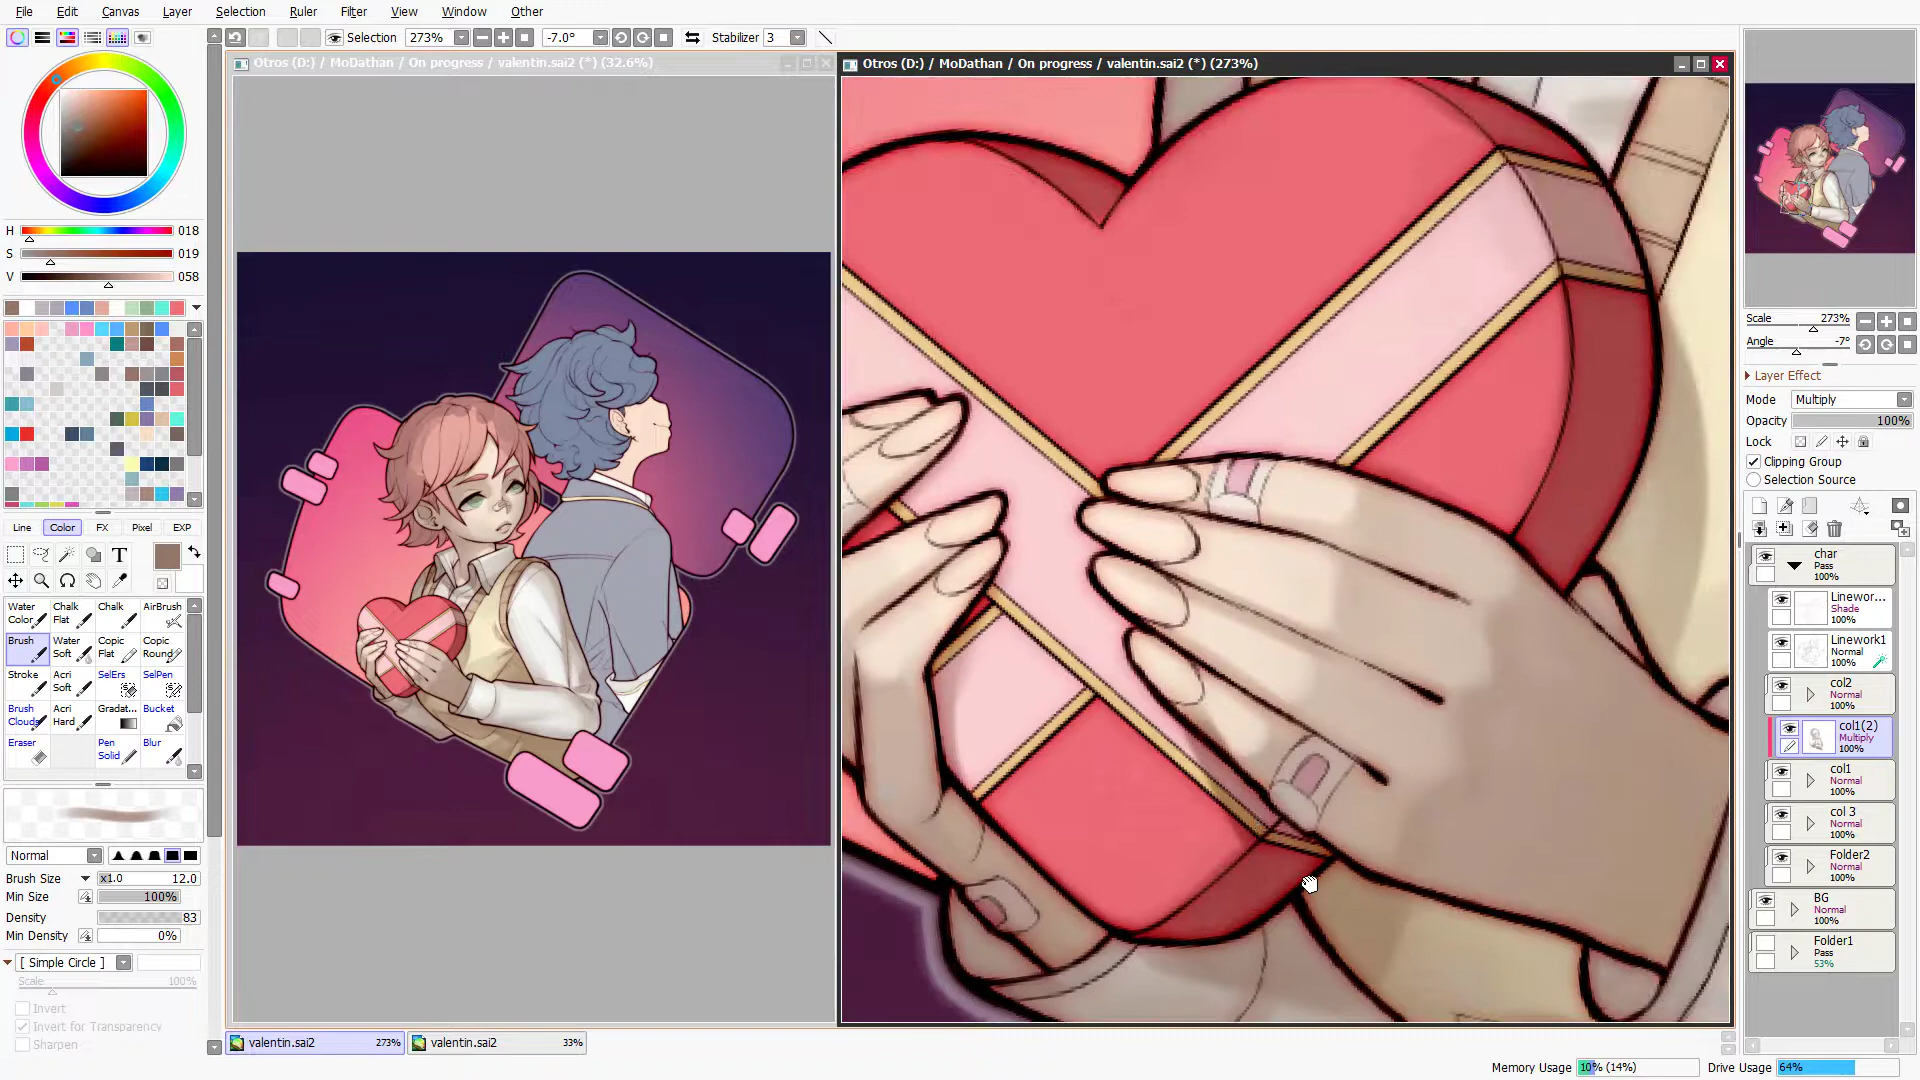 File Edit Canvas Layer Selection Ruler Filter View Window Other
Selection 273% -7.0° Stabilizer 3
Otros (D:) / MoDathan / On progress / valentin.sai2 (*) (32.6%)
Otros (D:) / MoDathan / On progress / valentin.sai2 (*) (273%)
H 018
S 019
V 058
Line Color FX Pixel EXP
T
Water Color Chalk Flat Chalk AirBrush
Brush Water Soft Copic Flat Copic Round
Stroke Acri Soft SelErs SelPen
Brush Clouds Acri Hard Gradat... Bucket
Eraser Pen Solid Blur
Normal
Brush Size x1.0 12.0
Min Size 100%
Density 83
Min Density 0%
[ Simple Circle ]
Scale 100%
Invert
Invert for Transparency
Sharpen
valentin.sai2 273% valentin.sai2 33%
Scale 273%
Angle -7°
Layer Effect
Mode Multiply
Opacity 100%
Lock
Clipping Group
Selection Source
char
Pass
100%
Linewor...
Shade
100%
Linework1
Normal
100%
col2
Normal
100%
col1(2)
Multiply
100%
col1
Normal
100%
col 3
Normal
100%
Folder2
Normal
100%
BG
Normal
100%
Folder1
Pass
53%
Memory Usage 10% (14%) Drive Usage 64%